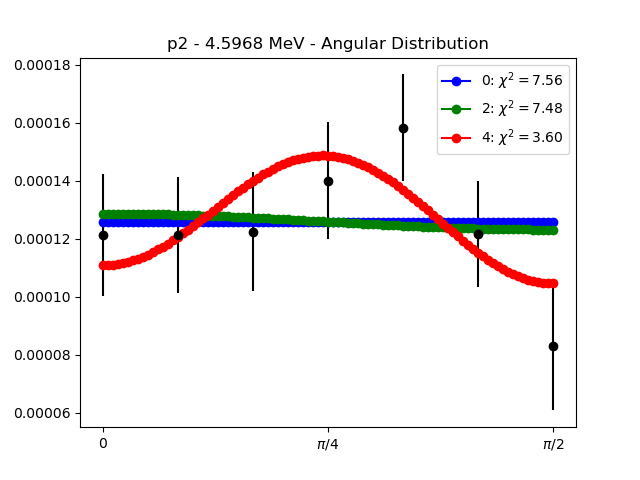 p2 - 4.5968 MeV - Angular Distribution
0.00018
0.00016
0.00014
0.00012
0.00010
0.00008
0.00006
0: χ² = 7.56
2: χ² = 7.48
4: χ² = 3.60
0
π/4
π/2